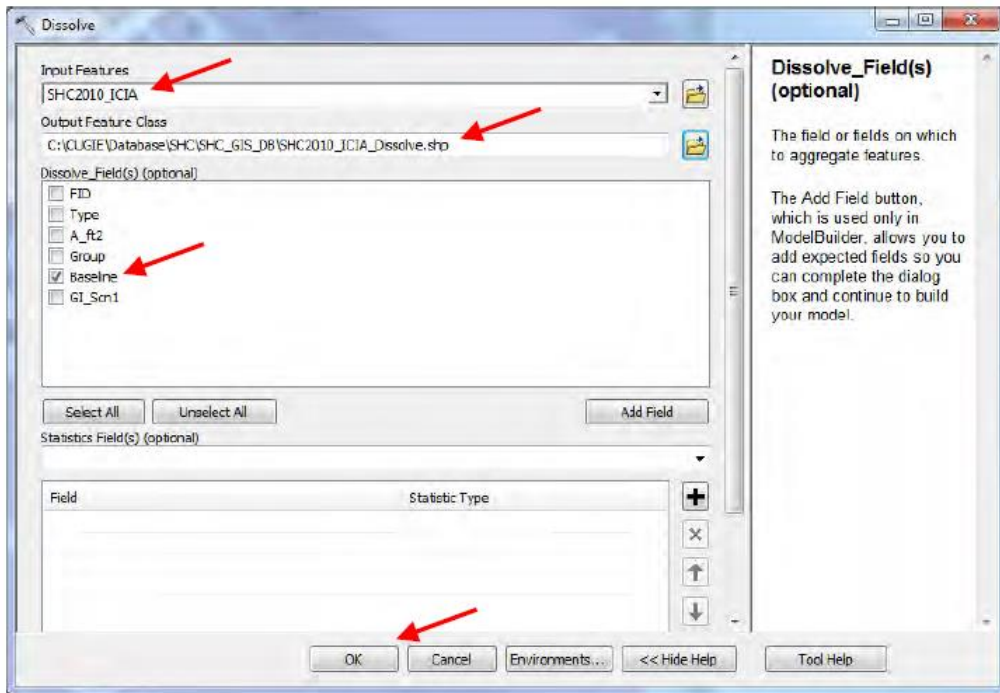 Dissolve
Input Features
SHC2010_ICIA
Output Feature Class
C:\CUGIE\Database\SHC\SHC_GIS_DB\SHC2010_ICIA_Dissolve.shp
Dissolve_Field(s) (optional)
FID
Type
A_ft2
Group
Baseline
GI_Scn1
Select All
Unselect All
Add Field
Statistics Field(s) (optional)
Field
Statistic Type
OK
Cancel
Environments...
<< Hide Help
Tool Help
Dissolve_Field(s)
(optional)
The field or fields on which
to aggregate features.
The Add Field button,
which is used only in
ModelBuilder, allows you to
add expected fields so you
can complete the dialog
box and continue to build
your model.